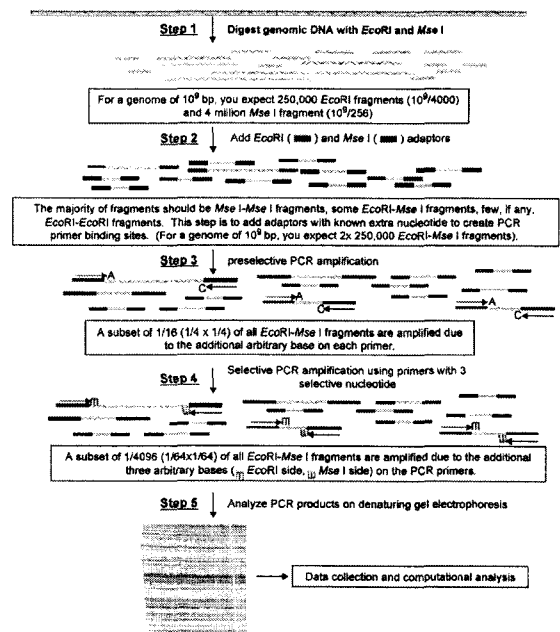 Step 1
Digest genomic DNA with EcoRI and Mse I
For a genome of 10⁹ bp, you expect 250,000 EcoRI fragments (10⁹/4000)
and 4 million Mse I fragment (10⁹/256)
Step 2
Add EcoRI ( ) and Mse I ( ) adaptors
The majority of fragments should be Mse I-Mse I fragments, some EcoRI-Mse I fragments, few, if any,
EcoRI-EcoRI fragments. This step is to add adaptors with known extra nucleotide to create PCR
primer binding sites. (For a genome of 10⁹ bp, you expect 2x 250,000 EcoRI-Mse I fragments).
Step 3
preselective PCR amplification
A
C
A
C
A
C
A subset of 1/16 (1/4 x 1/4) of all EcoRI-Mse I fragments are amplified due
to the additional arbitrary base on each primer.
Step 4
Selective PCR amplification using primers with 3
selective nucleotide
A subset of 1/4096 (1/64x1/64) of all EcoRI-Mse I fragments are amplified due to the additional
three arbitrary bases ( EcoRI side, Mse I side) on the PCR primers.
Step 5
Analyze PCR products on denaturing gel electrophoresis
Data collection and computational analysis